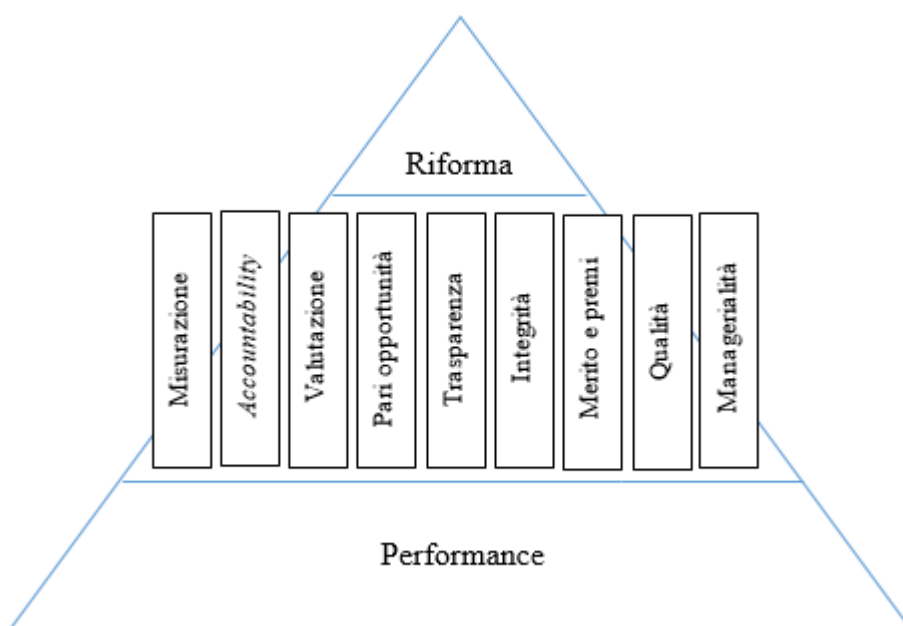 Riforma
Misurazione
Accountability
Valutazione
Pari opportunità
Trasparenza
Integrità
Merito e premi
Qualità
Managerialità
Performance